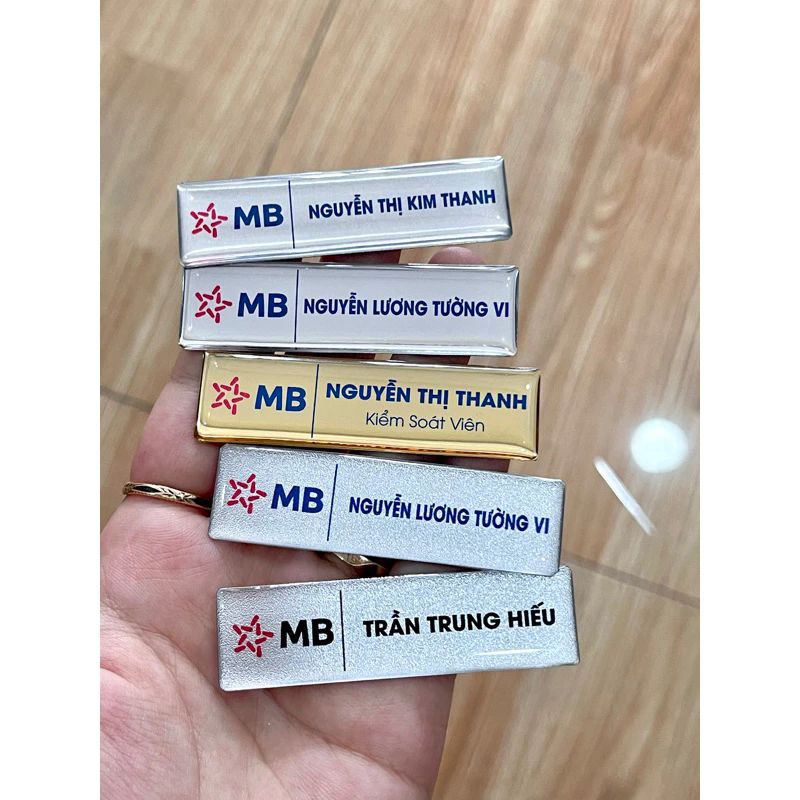 MB NGUYỄN THỊ KIM THANH
MB NGUYỄN LƯƠNG TƯỜNG VI
MB NGUYỄN THỊ THANH
Kiểm Soát Viên
MB NGUYỄN LƯƠNG TƯỜNG VI
MB TRẦN TRUNG HIẾU